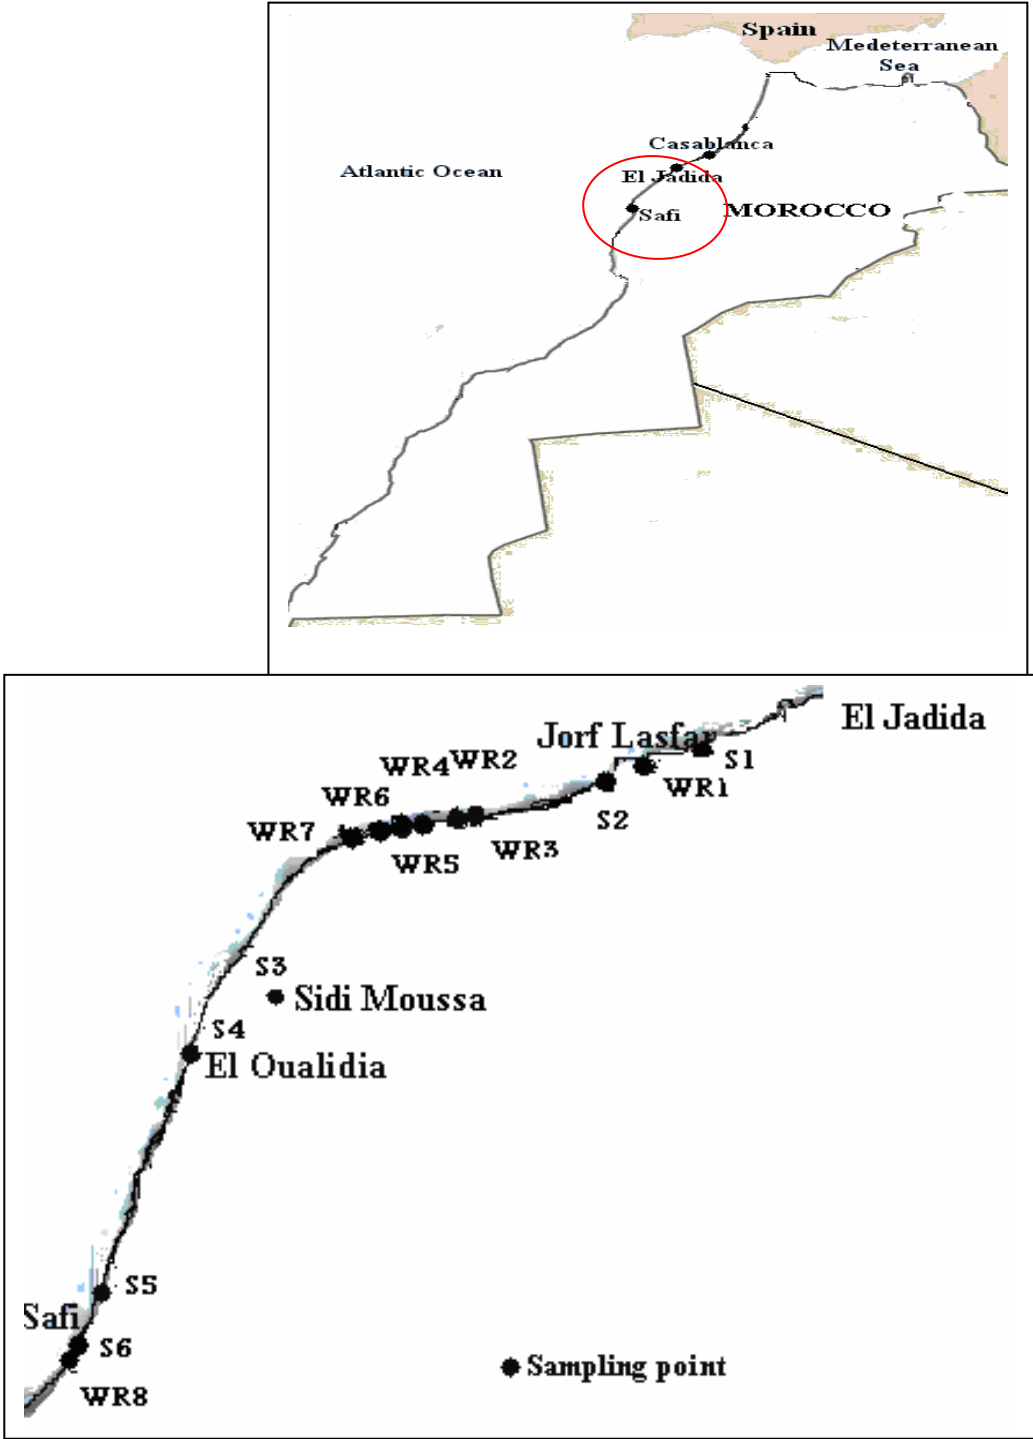 Spain
Medeterranean
Sea
Casablanca
Atlantic Ocean
El Jadida
Safi
MOROCCO
El Jadida
Jorf Lasfar
S1
WR2
WR4
WR1
WR6
S2
WR7
WR3
WR5
S3
Sidi Moussa
S4
El Oualidia
S5
Safi
S6
Sampling point
WR8